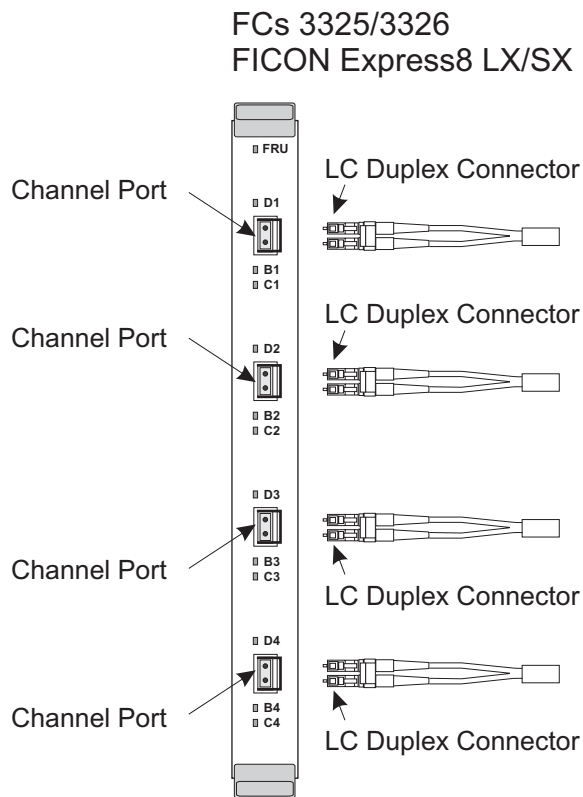 FCs 3325/3326
FICON Express8 LX/SX
FRU
LC Duplex Connector
Channel Port
D1
B1
C1
LC Duplex Connector
Channel Port
D2
B2
C2
D3
B3
C3
Channel Port
LC Duplex Connector
D4
B4
C4
Channel Port
LC Duplex Connector